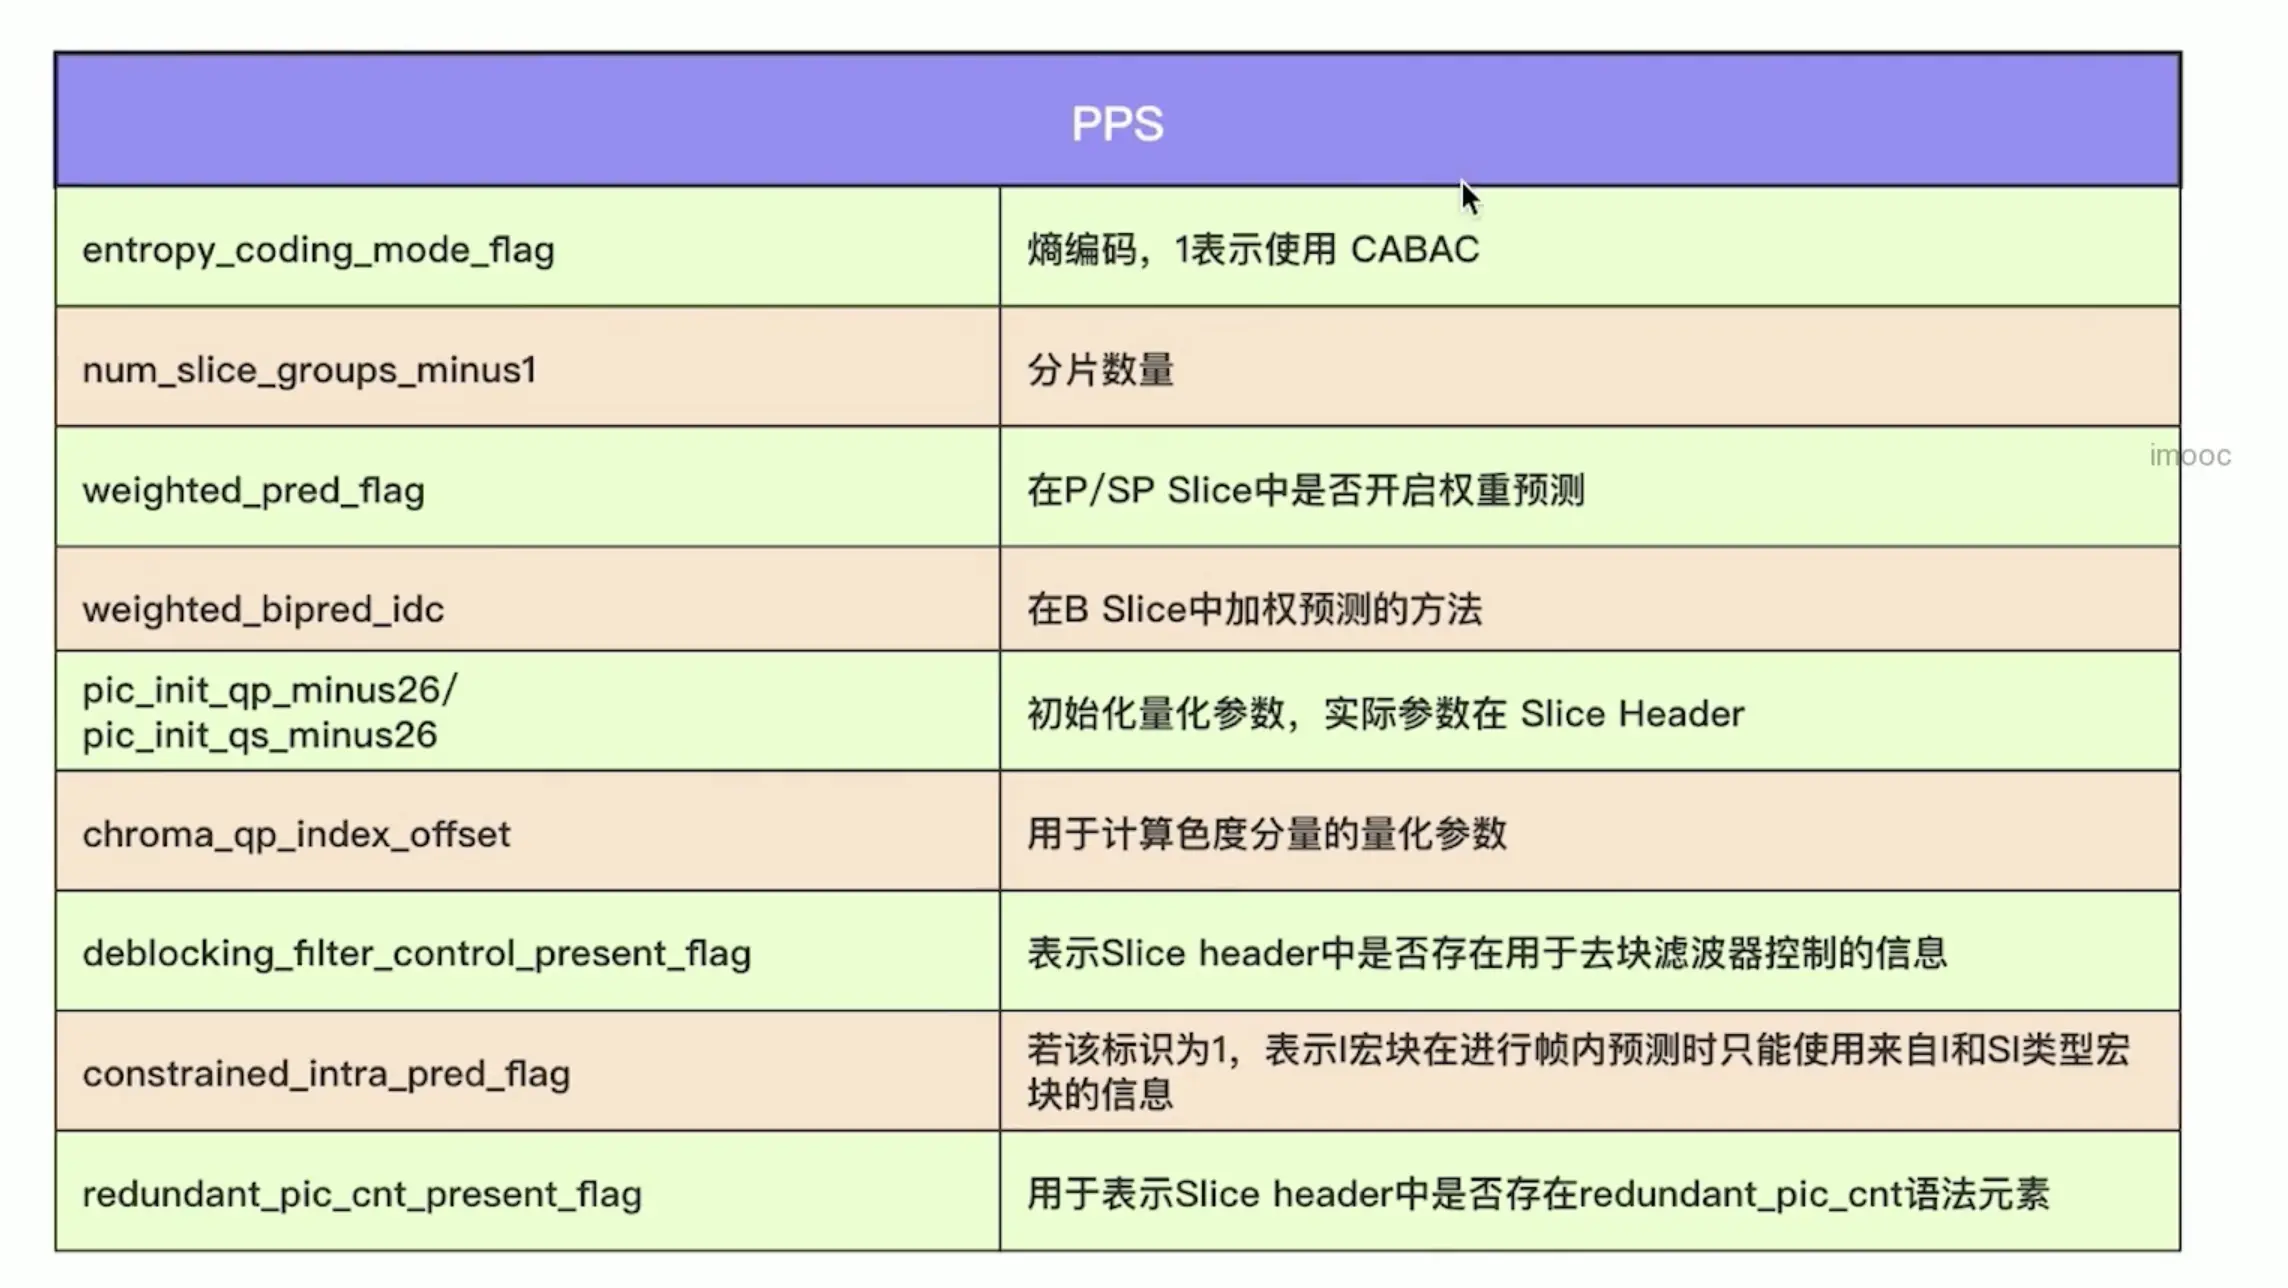 PPS
entropy_coding_mode_flag
熵编码，1表示使用 CABAC
num_slice_groups_minus1
分片数量
weighted_pred_flag
在P/SP Slice中是否开启权重预测
imooc
weighted_bipred_idc
在B Slice中加权预测的方法
pic_init_qp_minus26/
pic_init_qs_minus26
初始化量化参数，实际参数在 Slice Header
chroma_qp_index_offset
用于计算色度分量的量化参数
deblocking_filter_control_present_flag
表示Slice header中是否存在用于去块滤波器控制的信息
constrained_intra_pred_flag
若该标识为1，表示I宏块在进行帧内预测时只能使用来自I和SI类型宏
块的信息
redundant_pic_cnt_present_flag
用于表示Slice header中是否存在redundant_pic_cnt语法元素